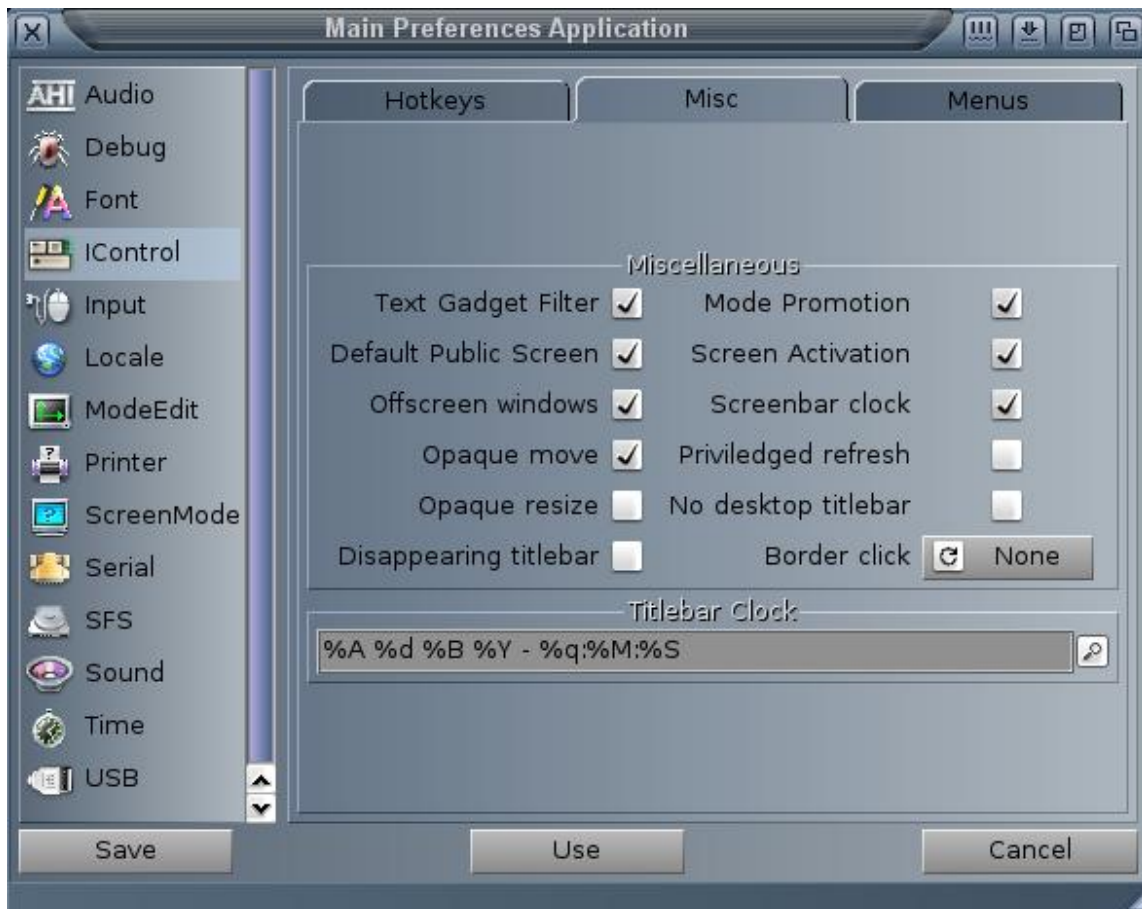 Main Preferences Application
AHI Audio
Debug
Font
IControl
Input
Locale
ModeEdit
Printer
ScreenMode
Serial
SFS
Sound
Time
USB
Hotkeys
Misc
Menus
Miscellaneous
Text Gadget Filter
Mode Promotion
Default Public Screen
Screen Activation
Offscreen windows
Screenbar clock
Opaque move
Priviledged refresh
Opaque resize
No desktop titlebar
Disappearing titlebar
Border click
None
Titlebar Clock
%A %d %B %Y - %q:%M:%S
Save
Use
Cancel